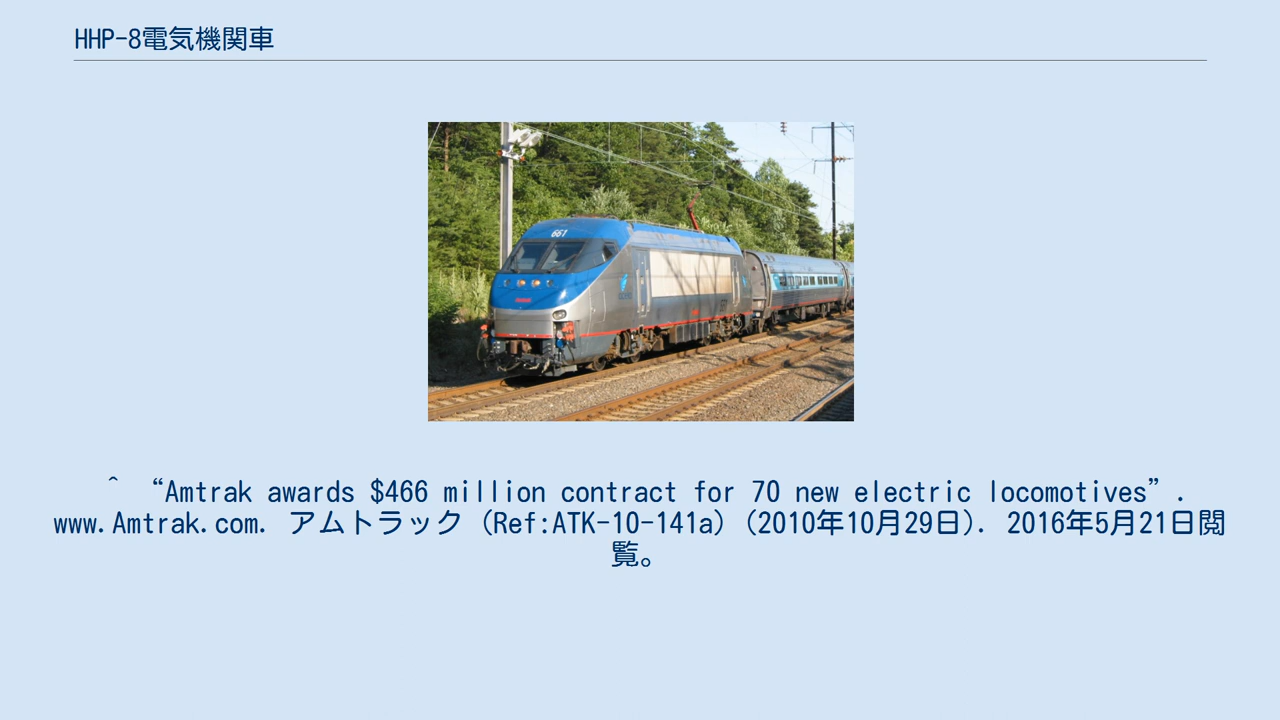 HHP-8電気機関車
661
^ “Amtrak awards $466 million contract for 70 new electric locomotives”.
www.Amtrak.com. アムトラック (Ref:ATK-10-141a) (2010年10月29日). 2016年5月21日閲
覧。